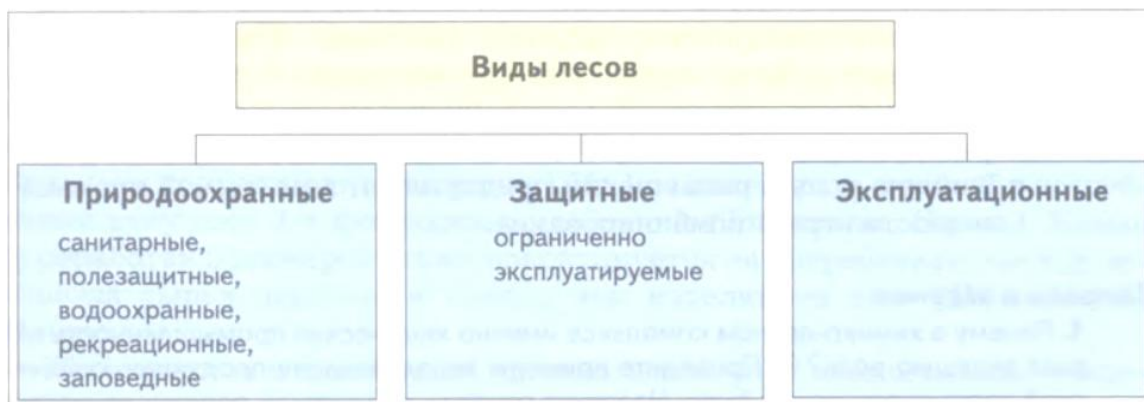 Виды лесов
Природоохранные
санитарные,
полезащитные,
водоохранные,
рекреационные,
заповедные
Защитные
ограниченно
эксплуатируемые
Эксплуатационные